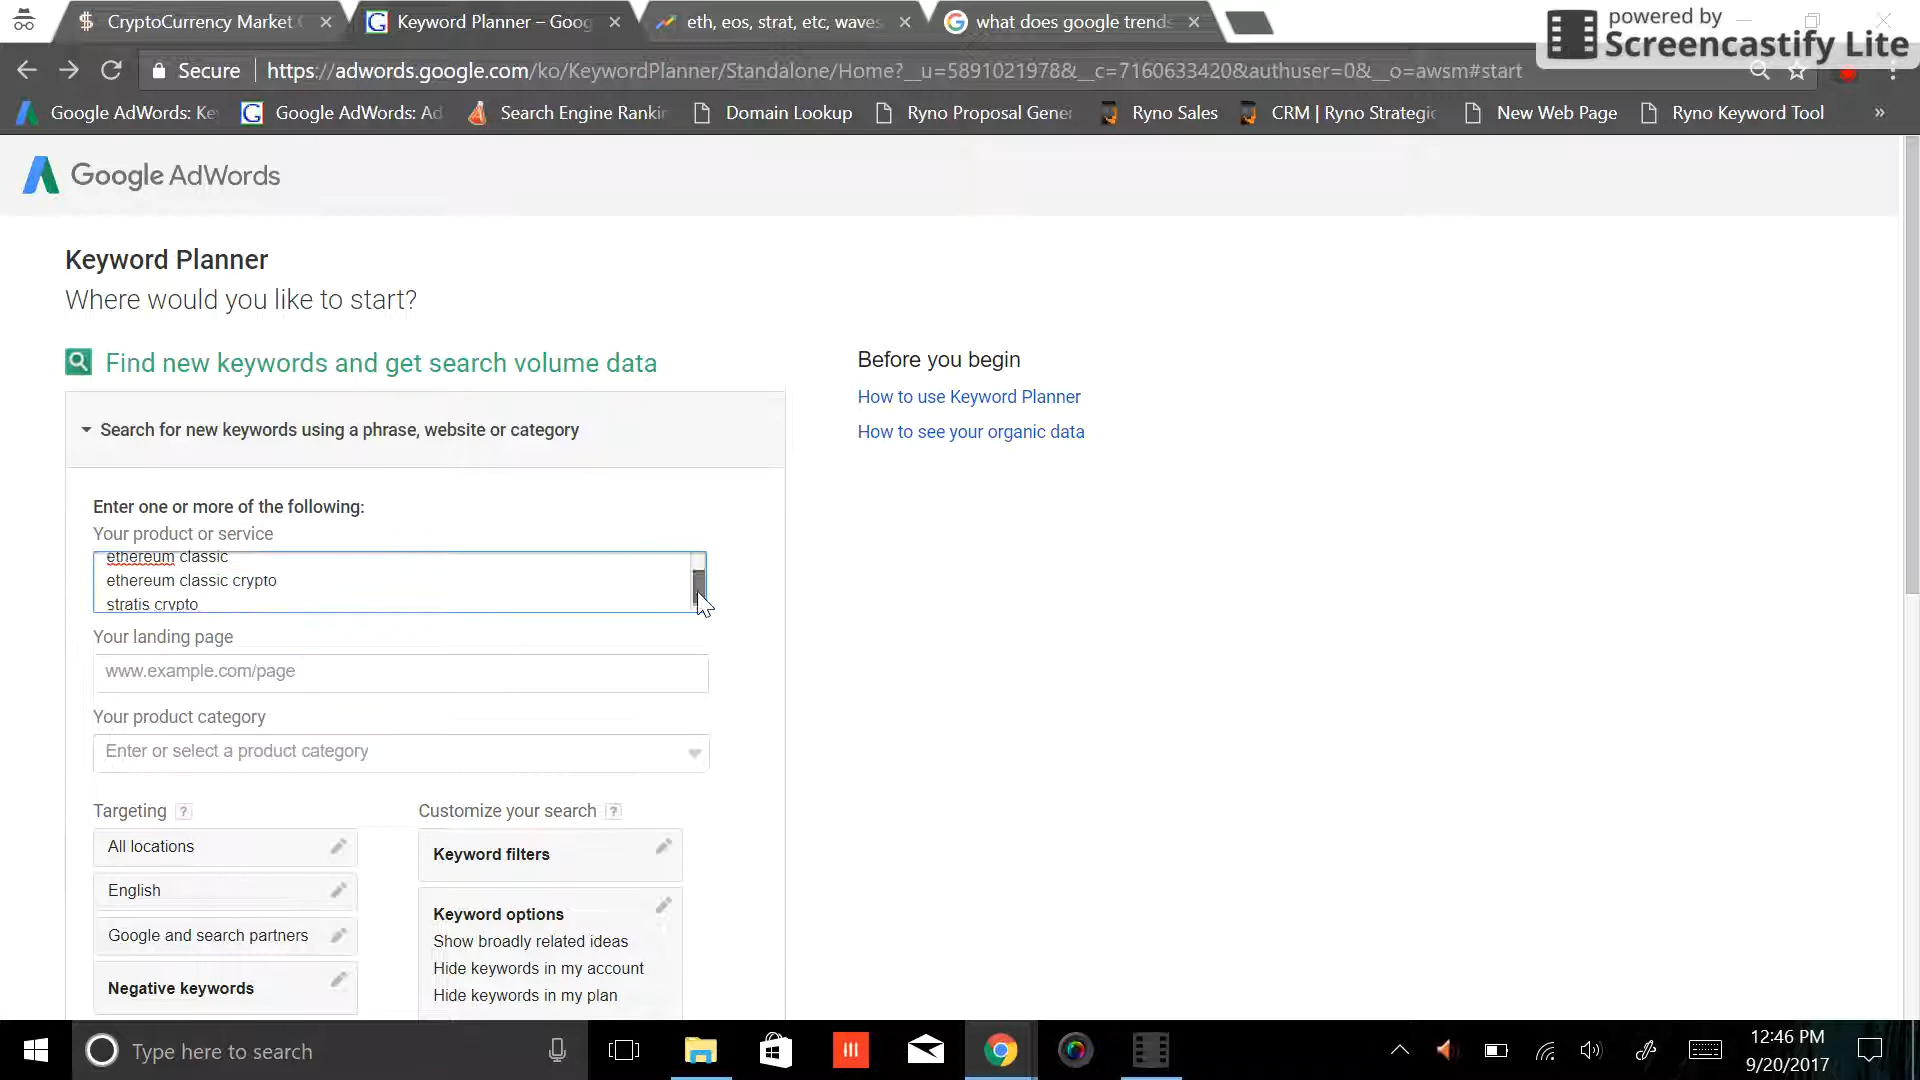 CryptoCurrency Market
Keyword Planner – Goog
eth, eos, strat, etc, waves
what does google trends
powered by
Screencastify Lite
Secure
https://adwords.google.com/ko/KeywordPlanner/Standalone/Home?__u=5891021978&__c=7160633420&authuser=0&__o=awsm#start
Google AdWords: Ke
Google AdWords: Ad
Search Engine Rankin
Domain Lookup
Ryno Proposal Gener
Ryno Sales
CRM | Ryno Strategic
New Web Page
Ryno Keyword Tool
»
Google AdWords
Keyword Planner
Where would you like to start?
Find new keywords and get search volume data
Before you begin
How to use Keyword Planner
How to see your organic data
Search for new keywords using a phrase, website or category
Enter one or more of the following:
Your product or service
ethereum classic
ethereum classic crypto
stratis crypto
Your landing page
www.example.com/page
Your product category
Enter or select a product category
Targeting ?
All locations
English
Google and search partners
Negative keywords
Customize your search ?
Keyword filters
Keyword options
Show broadly related ideas
Hide keywords in my account
Hide keywords in my plan
Type here to search
12:46 PM
9/20/2017